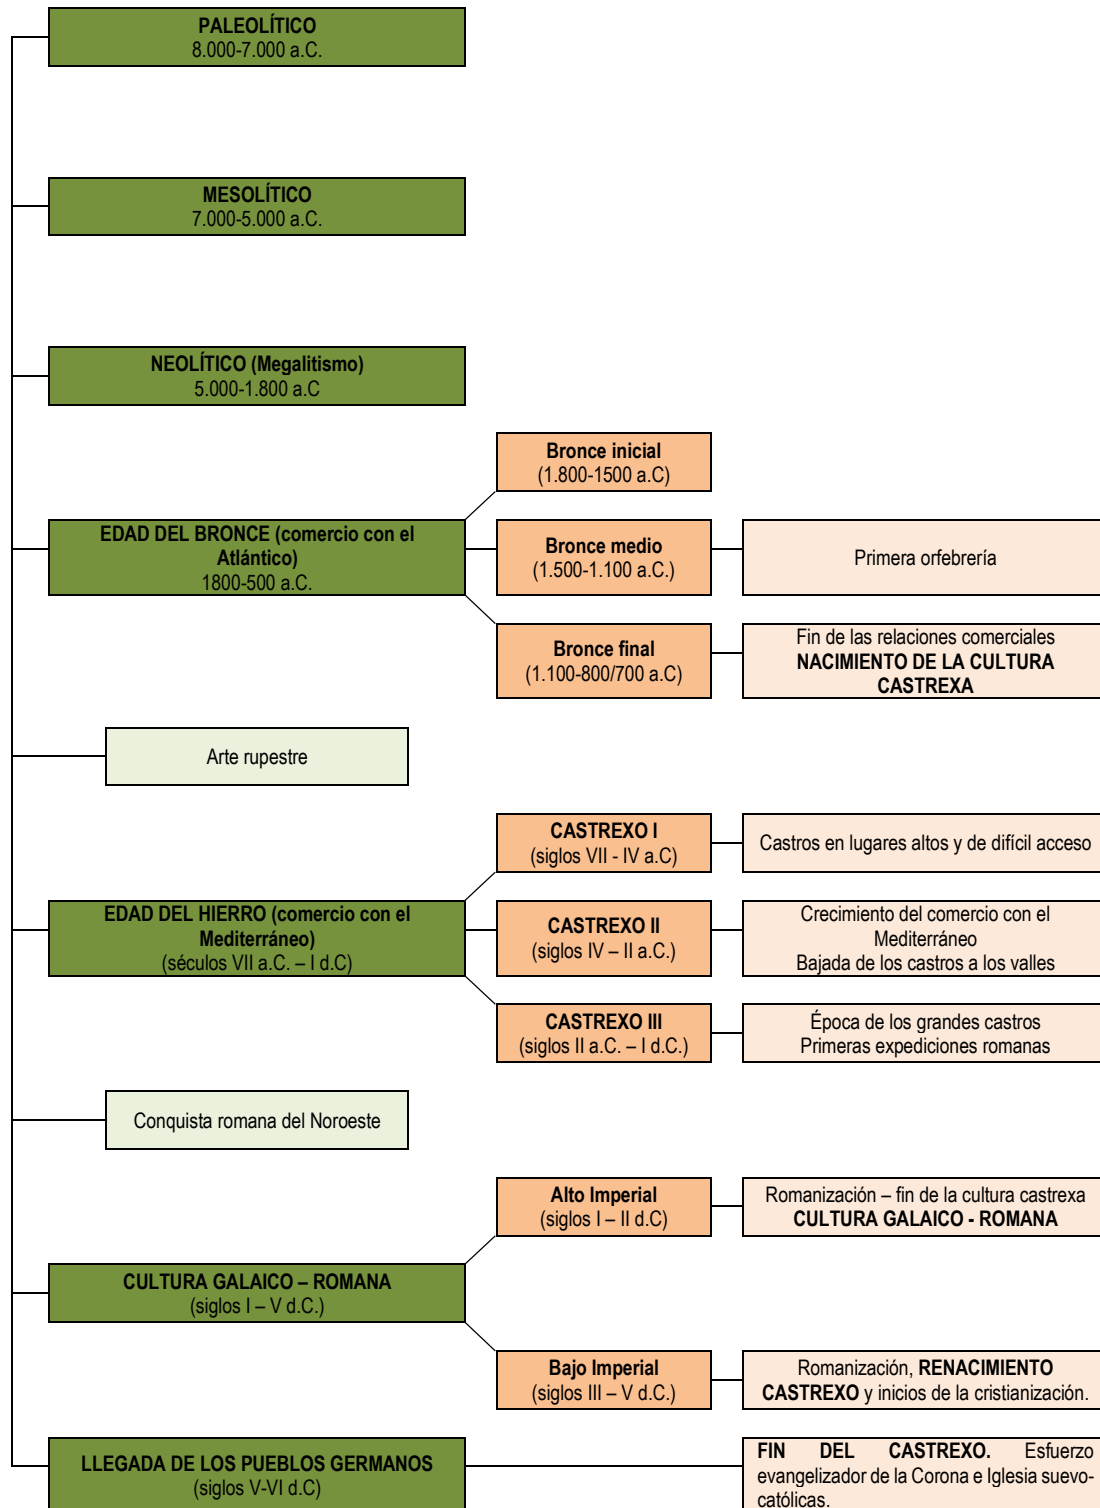 PALEOLÍTICO
8.000-7.000 a.C.
MESOLÍTICO
7.000-5.000 a.C.
NEOLÍTICO (Megalitismo)
5.000-1.800 a.C
Bronce inicial
(1.800-1500 a.C)
EDAD DEL BRONCE (comercio con el
Atlántico)
1800-500 a.C.
Bronce medio
(1.500-1.100 a.C.)
Primera orfebrería
Bronce final
(1.100-800/700 a.C)
Fin de las relaciones comerciales
NACIMIENTO DE LA CULTURA
CASTREXA
Arte rupestre
CASTREXO I
(siglos VII - IV a.C)
Castros en lugares altos y de difícil acceso
EDAD DEL HIERRO (comercio con el
Mediterráneo)
(séculos VII a.C. – I d.C)
CASTREXO II
(siglos IV – II a.C.)
Crecimiento del comercio con el
Mediterráneo
Bajada de los castros a los valles
CASTREXO III
(siglos II a.C. – I d.C.)
Época de los grandes castros
Primeras expediciones romanas
Conquista romana del Noroeste
Alto Imperial
(siglos I – II d.C)
Romanización – fin de la cultura castrexa
CULTURA GALAICO - ROMANA
CULTURA GALAICO – ROMANA
(siglos I – V d.C.)
Bajo Imperial
(siglos III – V d.C.)
Romanización, RENACIMIENTO
CASTREXO y inicios de la cristianización.
LLEGADA DE LOS PUEBLOS GERMANOS
(siglos V-VI d.C)
FIN DEL CASTREXO. Esfuerzo
evangelizador de la Corona e Iglesia suevo-
católicas.